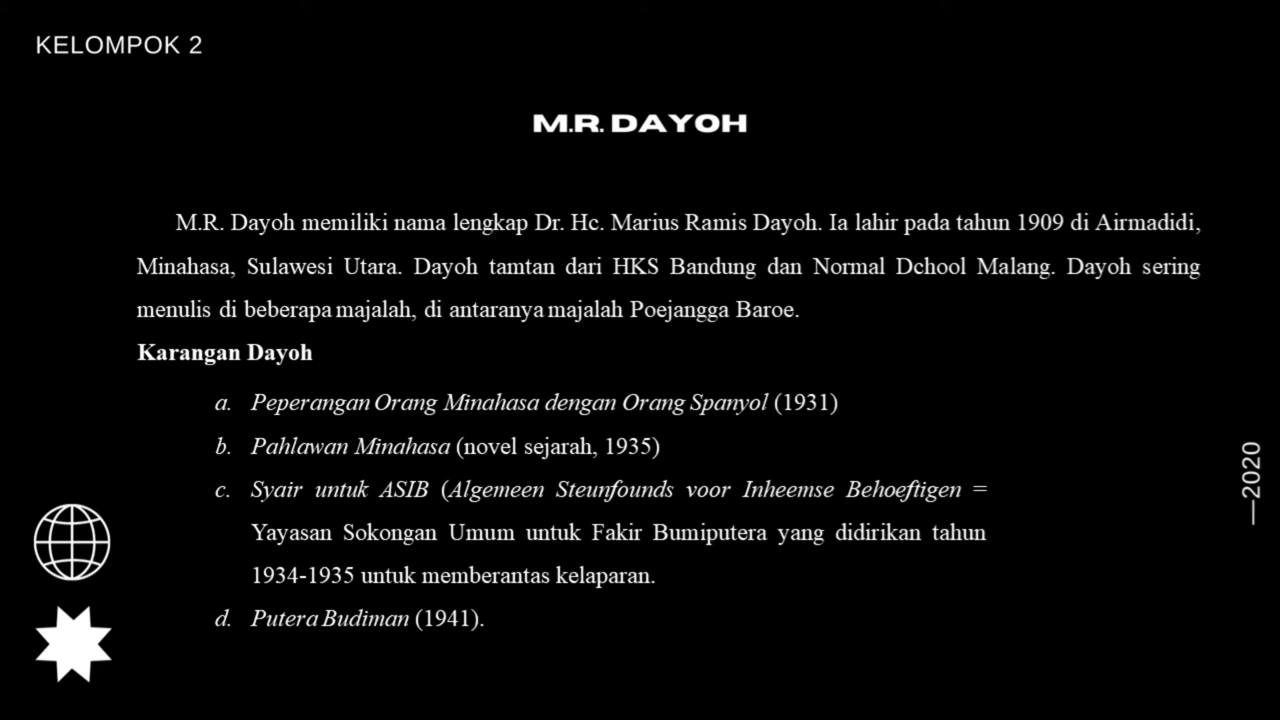 KELOMPOK 2
M.R. DAYOH
M.R. Dayoh memiliki nama lengkap Dr. Hc. Marius Ramis Dayoh. Ia lahir pada tahun 1909 di Airmadidi,
Minahasa, Sulawesi Utara. Dayoh tamtan dari HKS Bandung dan Normal Dchool Malang. Dayoh sering
menulis di beberapa majalah, di antaranya majalah Poejangga Baroe.
Karangan Dayoh
a. Peperangan Orang Minahasa dengan Orang Spanyol (1931)
b. Pahlawan Minahasa (novel sejarah, 1935)
c. Syair untuk ASIB (Algemeen Steunfounds voor Inheemse Behoeftigen =
Yayasan Sokongan Umum untuk Fakir Bumiputera yang didirikan tahun
1934-1935 untuk memberantas kelaparan.
d. Putera Budiman (1941).
—2020